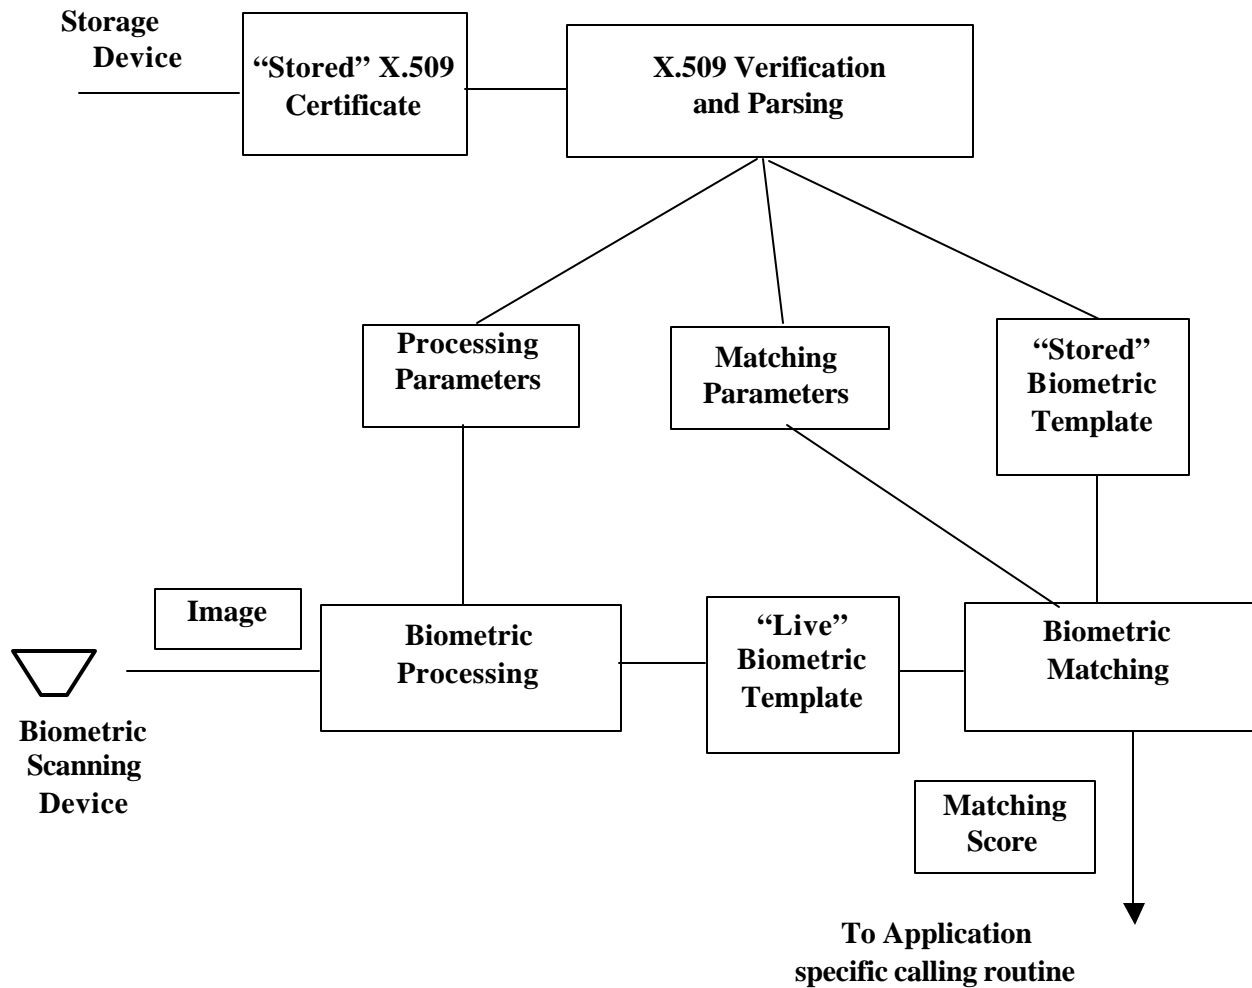 Storage
Device
“Stored” X.509
Certificate
X.509 Verification
and Parsing
Processing
Parameters
Matching
Parameters
“Stored”
Biometric
Template
Image
Biometric
Processing
“Live”
Biometric
Template
Biometric
Matching
Biometric
Scanning
Device
Matching
Score
To Application
specific calling routine